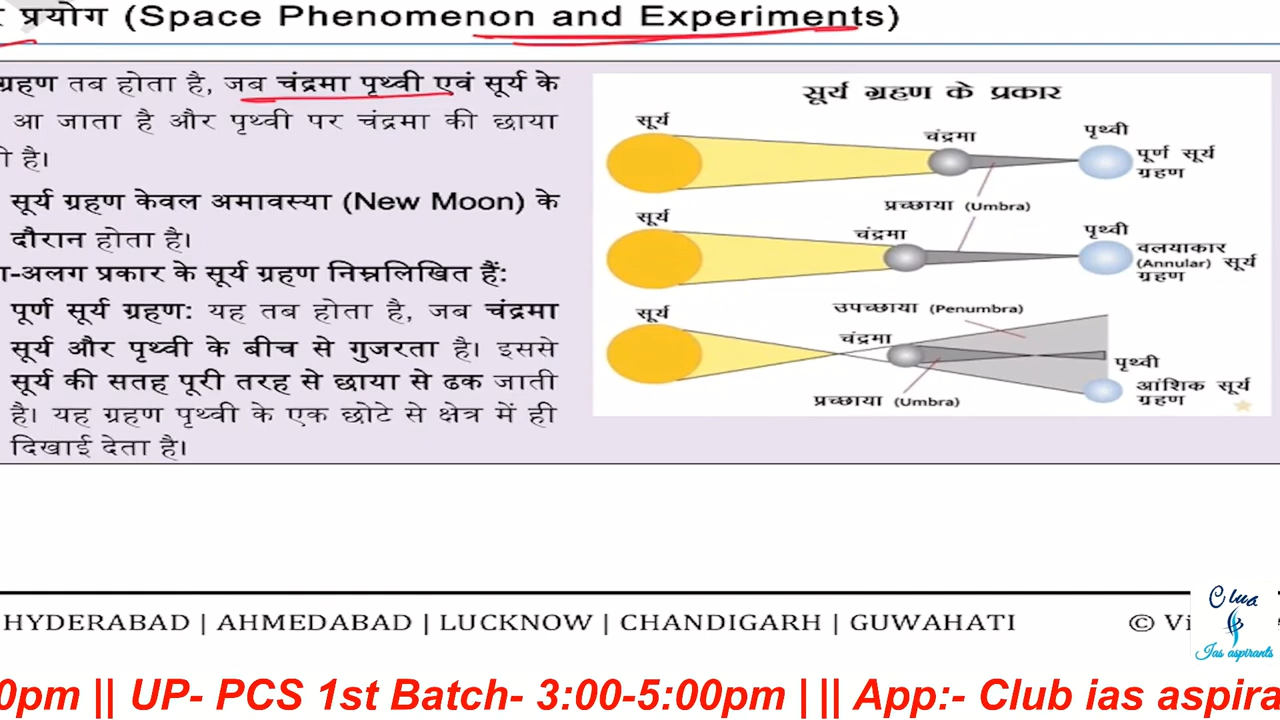 प्रयोग (Space Phenomenon and Experiments)
ग्रहण तब होता है, जब चंद्रमा पृथ्वी एवं सूर्य के
आ जाता है और पृथ्वी पर चंद्रमा की छाया
है।
सूर्य ग्रहण केवल अमावस्या (New Moon) के
दौरान होता है।
-अलग प्रकार के सूर्य ग्रहण निम्नलिखित हैं:
पूर्ण सूर्य ग्रहण: यह तब होता है, जब चंद्रमा
सूर्य और पृथ्वी के बीच से गुजरता है। इससे
सूर्य की सतह पूरी तरह से छाया से ढक जाती
है। यह ग्रहण पृथ्वी के एक छोटे से क्षेत्र में ही
दिखाई देता है।
सूर्य ग्रहण के प्रकार
सूर्य
चंद्रमा
पृथ्वी
पूर्ण सूर्य
ग्रहण
प्रच्छाया (Umbra)
सूर्य
चंद्रमा
पृथ्वी
वलयाकार
(Annular) सूर्य
ग्रहण
उपच्छाया (Penumbra)
सूर्य
चंद्रमा
पृथ्वी
आंशिक सूर्य
ग्रहण
प्रच्छाया (Umbra)
HYDERABAD | AHMEDABAD | LUCKNOW | CHANDIGARH | GUWAHATI
©
Club
Ias aspirants
0pm || UP- PCS 1st Batch- 3:00-5:00pm | || App:- Club ias aspira